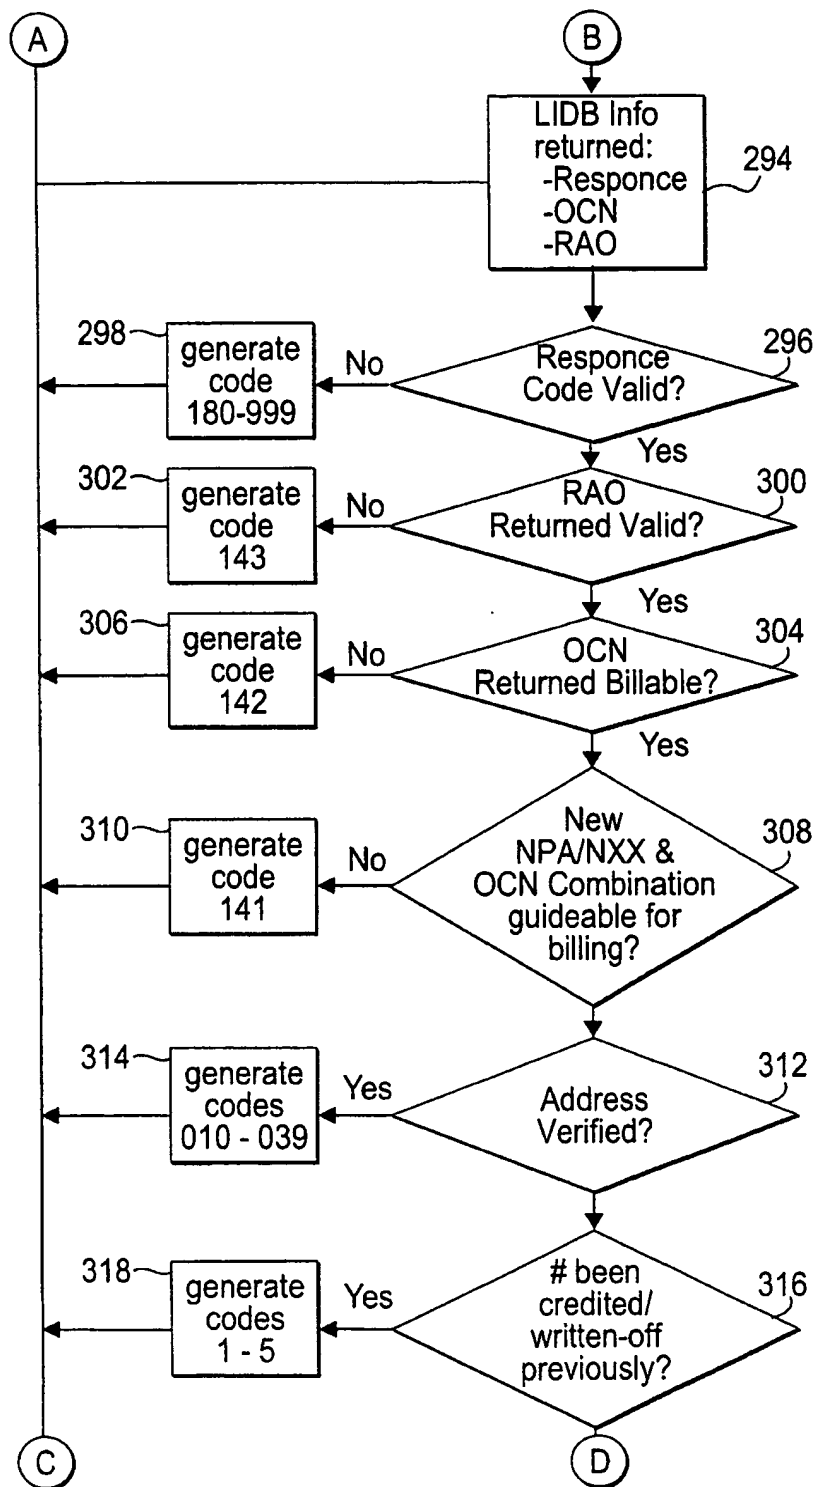 A
B
LIDB Info
returned:
-Responce
-OCN
-RAO
294
298
generate
code
180-999
No
Responce
Code Valid?
296
Yes
302
generate
code
143
No
RAO
Returned Valid?
300
Yes
306
generate
code
142
No
OCN
Returned Billable?
304
Yes
310
generate
code
141
No
New
NPA/NXX &
OCN Combination
guideable for
billing?
308
314
generate
codes
010 - 039
Yes
Address
Verified?
312
318
generate
codes
1 - 5
Yes
# been
credited/
written-off
previously?
316
C
D